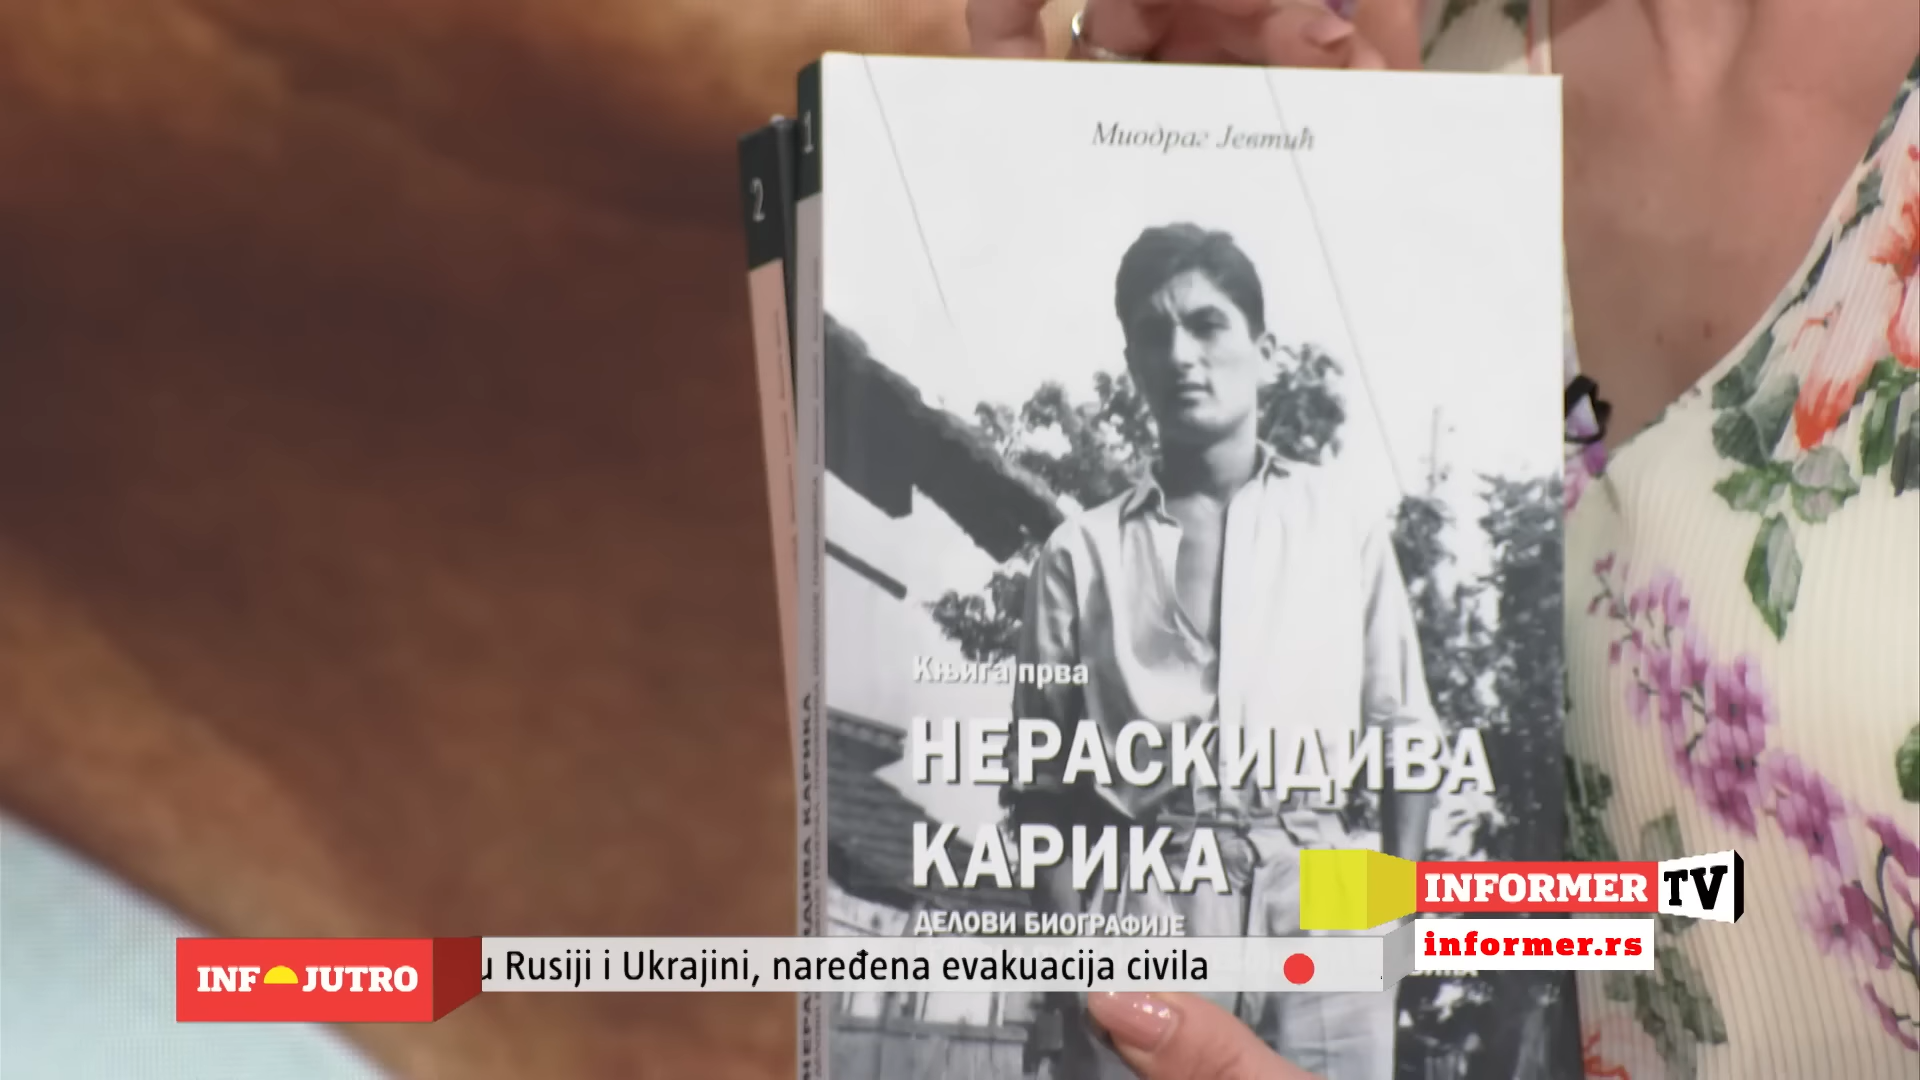 Миодраг Јевтић
1
2
Књига прва
НЕРАСКИДИВА
КАРИКА
ДЕЛОВИ БИОГРАФИЈЕ
INFORMER TV
informer.rs
INF JUTRO
u Rusiji i Ukrajini, naređena evakuacija civila